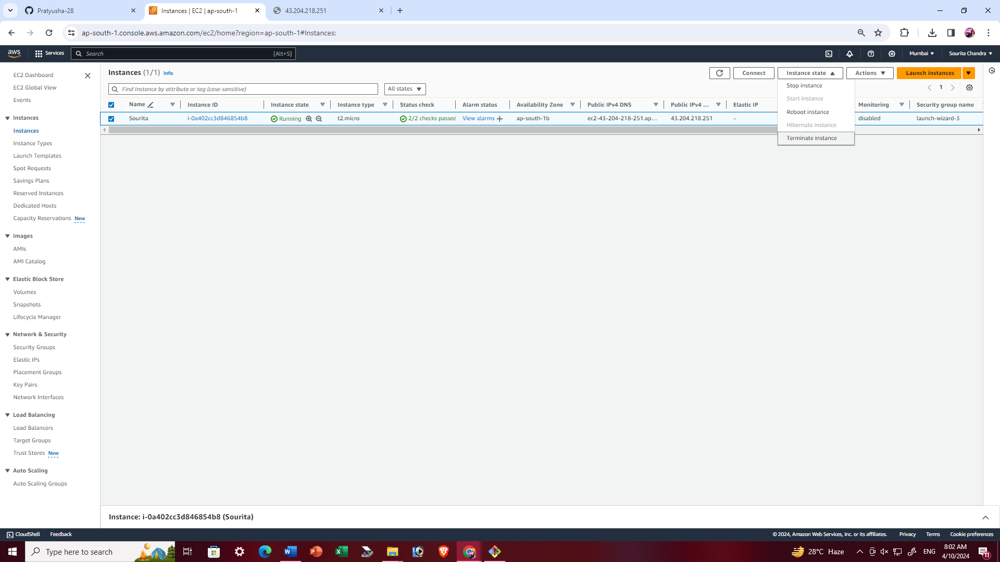 Pratyusha-28
Instances | EC2 | ap-south-1
43.204.218.251
ap-south-1.console.aws.amazon.com/ec2/home?region=ap-south-1#Instances:
aws
Services
Search
[Alt+S]
Mumbai
Sourita Chandra
EC2 Dashboard
EC2 Global View
Events
Instances
Instances
Instance Types
Launch Templates
Spot Requests
Savings Plans
Reserved Instances
Dedicated Hosts
Capacity Reservations New
Images
AMIs
AMI Catalog
Elastic Block Store
Volumes
Snapshots
Lifecycle Manager
Network & Security
Security Groups
Elastic IPs
Placement Groups
Key Pairs
Network Interfaces
Load Balancing
Load Balancers
Target Groups
Trust Stores New
Auto Scaling
Auto Scaling Groups
Instances (1/1) Info
Connect
Instance state
Actions
Launch instances
Find Instance by attribute or tag (case-sensitive)
All states
1
Stop instance
Start instance
Reboot instance
Hibernate instance
Terminate instance
Name Instance ID Instance state Instance type Status check Alarm status Availability Zone Public IPv4 DNS Public IPv4 ... Elastic IP Monitoring Security group name
Sourita i-0a402cc3d846854b8 Running t2.micro 2/2 checks passed View alarms ap-south-1b ec2-43-204-218-251.ap... 43.204.218.251 – disabled launch-wizard-3
Instance: i-0a402cc3d846854b8 (Sourita)
CloudShell
Feedback
© 2024, Amazon Web Services, Inc. or its affiliates.
Privacy
Terms
Cookie preferences
Type here to search
28°C Haze
ENG
8:02 AM
4/10/2024
11